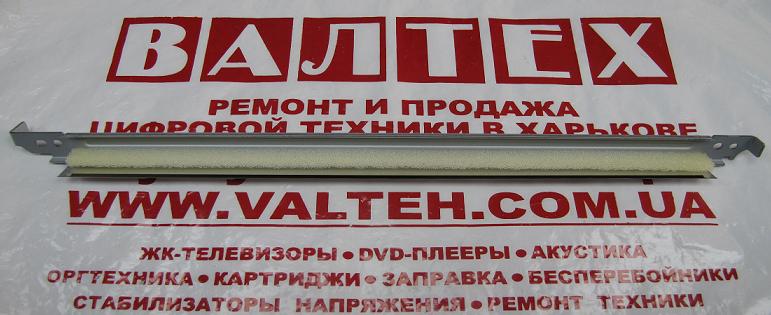 ВАЛТЕХ
РЕМОНТ И ПРОДАЖА
ЦИФРОВОЙ ТЕХНИКИ В ХАРЬКОВЕ
WWW.VALTEH.COM.UA
ЖК-ТЕЛЕВИЗОРЫ • DVD-ПЛЕЕРЫ • АКУСТИКА
ОРГТЕХНИКА • КАРТРИДЖИ • ЗАПРАВКА • БЕСПЕРЕБОЙНИКИ
СТАБИЛИЗАТОРЫ НАПРЯЖЕНИЯ • РЕМОНТ ТЕХНИКИ